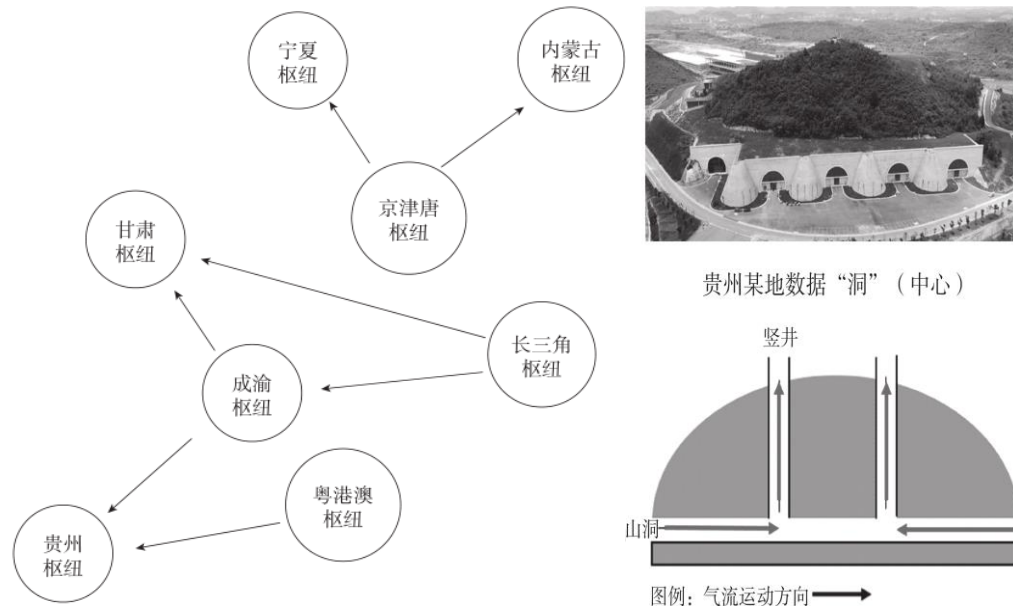 宁夏
枢纽
内蒙古
枢纽
京津唐
枢纽
甘肃
枢纽
长三角
枢纽
成渝
枢纽
粤港澳
枢纽
贵州
枢纽
贵州某地数据“洞”（中心）
竖井
山洞
图例：气流运动方向